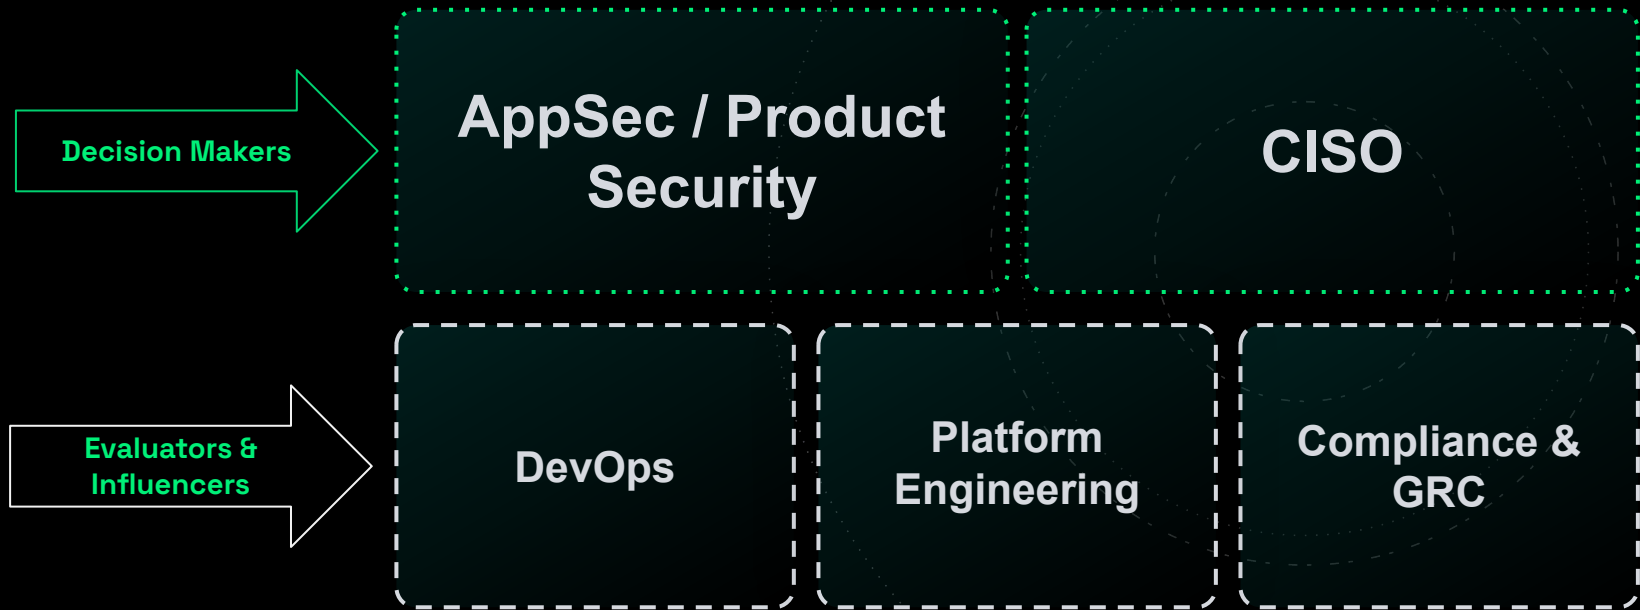 Decision Makers
AppSec / Product
Security
CISO
Evaluators &
Influencers
DevOps
Platform
Engineering
Compliance &
GRC